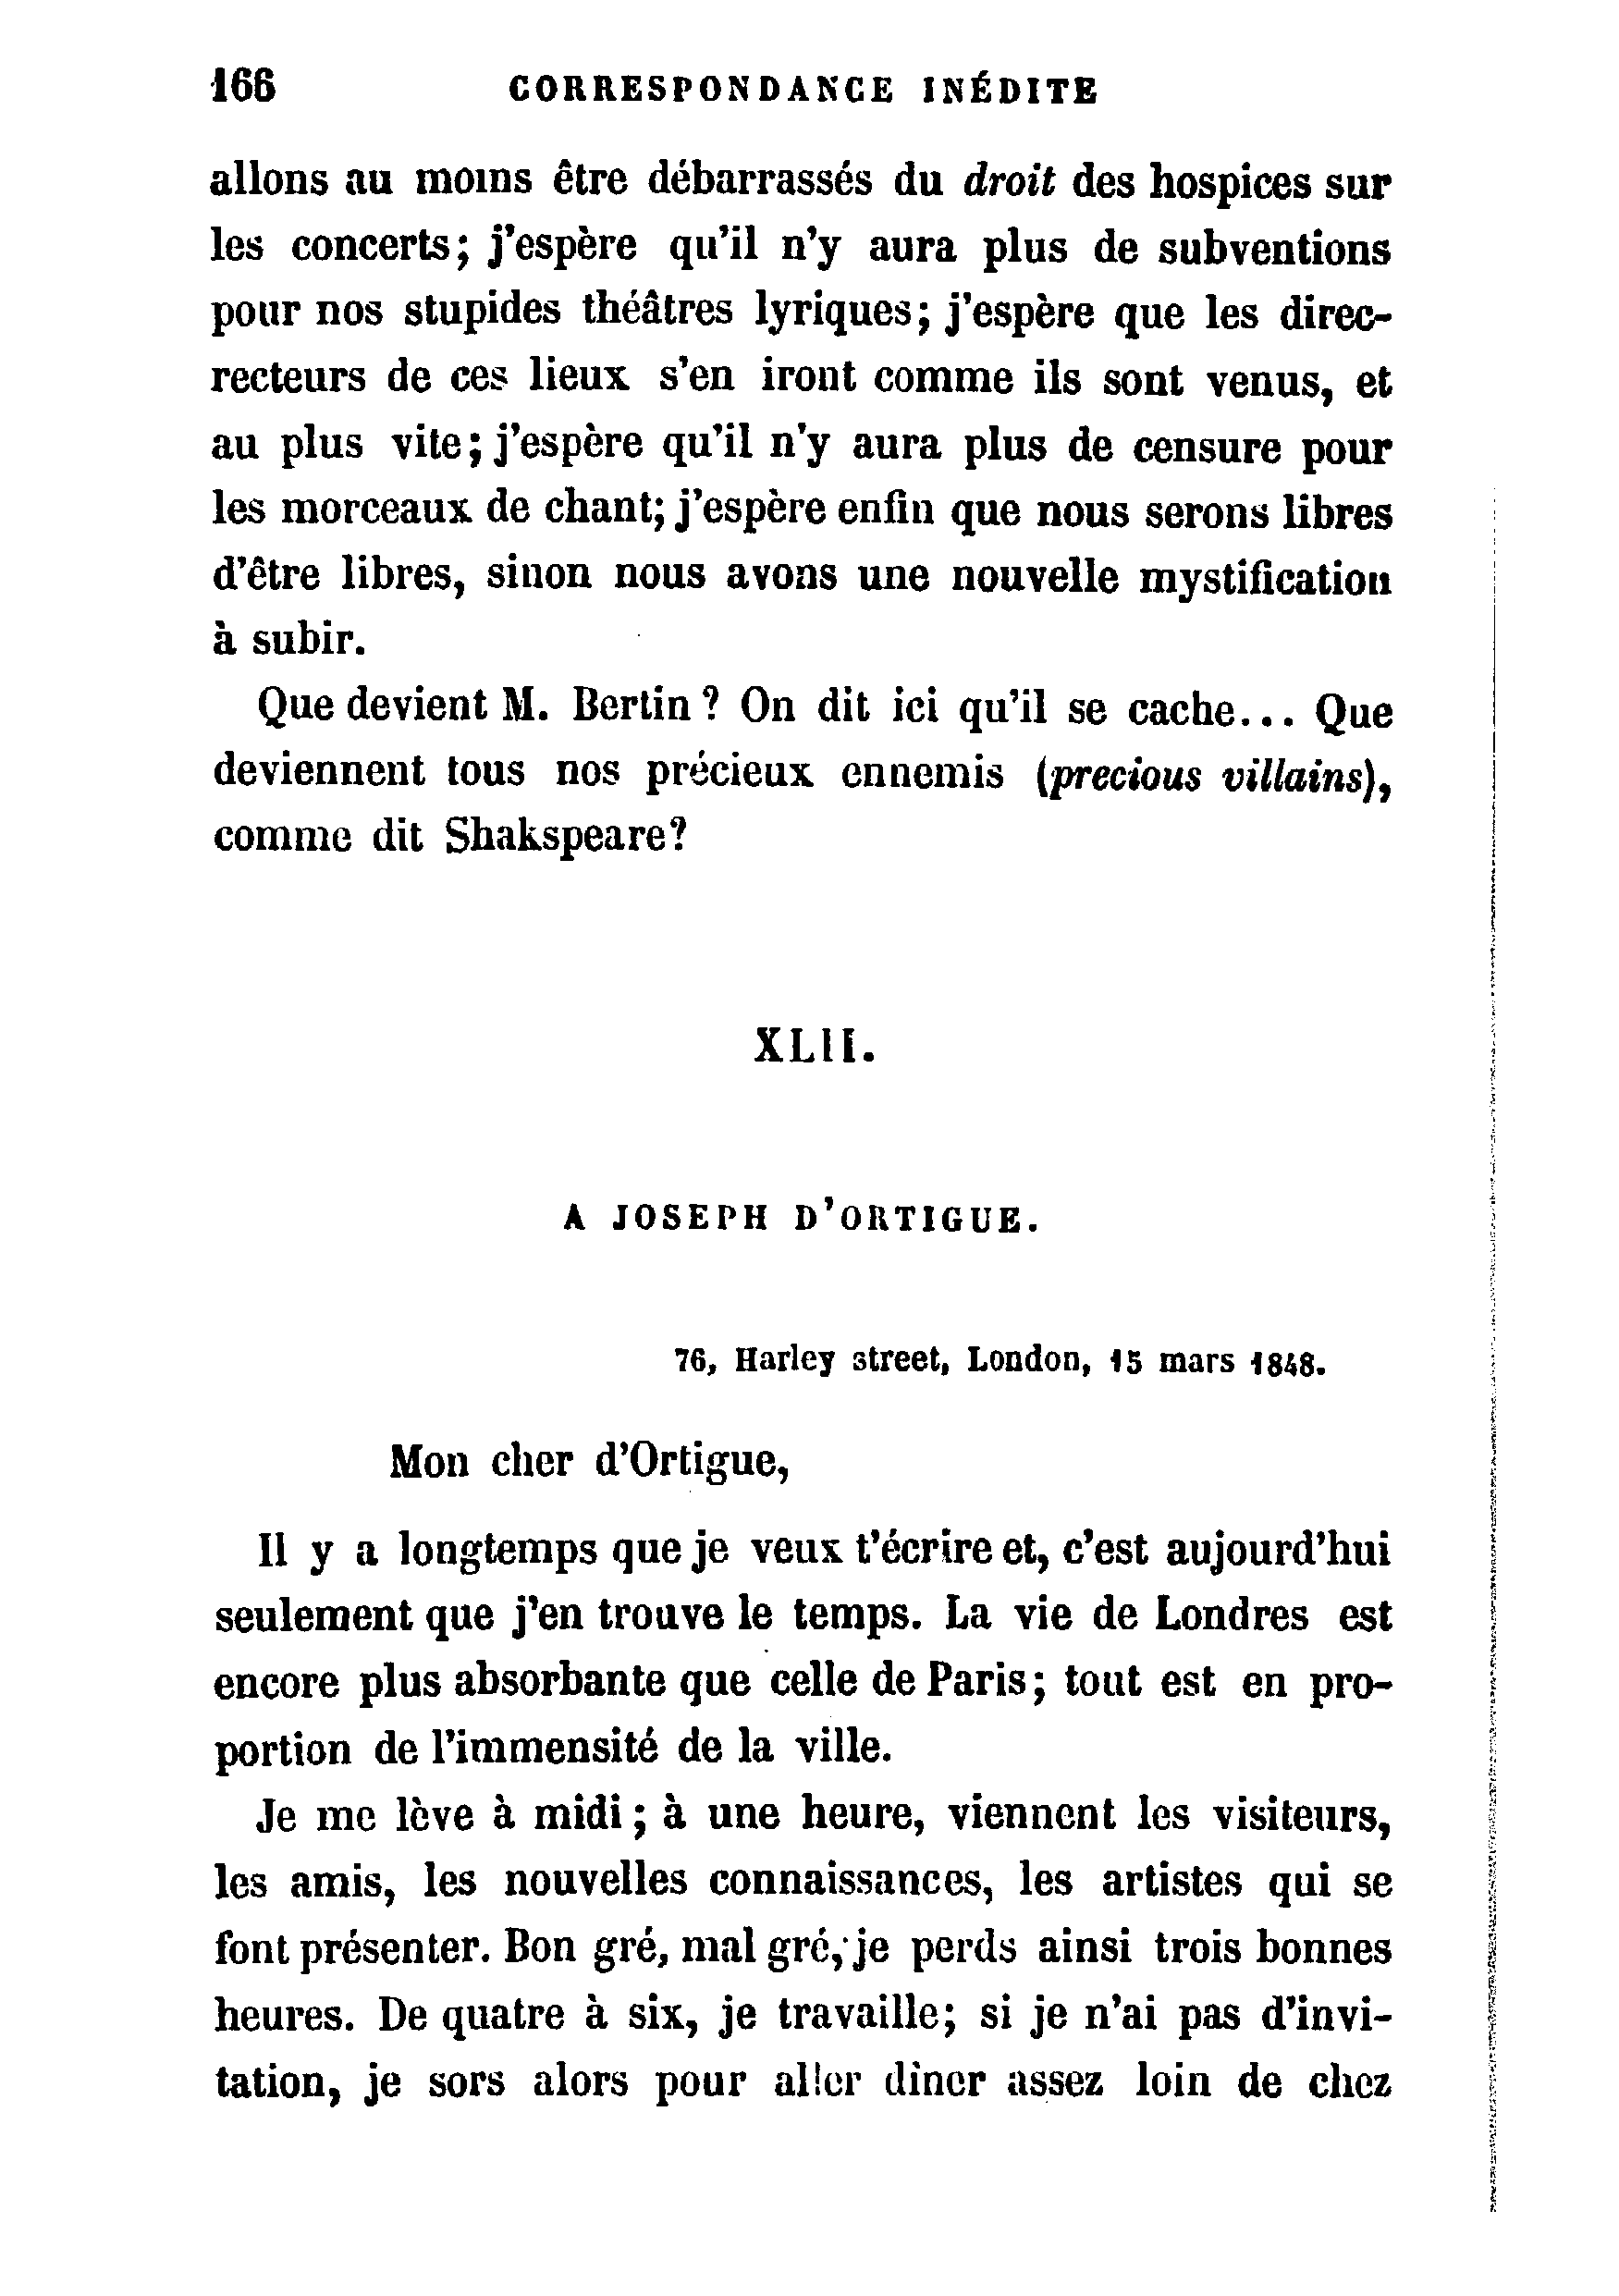 166 CORRESPONDANCE INÉDITE
allons au moins être débarrassés du droit des hospices sur
les concerts; j'espère qu'il n'y aura plus de subventions
pour nos stupides théâtres lyriques; j'espère que les direc-
recteurs de ces lieux s'en iront comme ils sont venus, et
au plus vite; j'espère qu'il n'y aura plus de censure pour
les morceaux de chant; j'espère enfin que nous serons libres
d'être libres, sinon nous avons une nouvelle mystification
à subir.
Que devient M. Bertin? On dit ici qu'il se cache... Que
deviennent tous nos précieux ennemis (precious villains),
comme dit Shakspeare?
XLII.
A JOSEPH D'ORTIGUE.
76, Harley street, London, 15 mars 1848.
Mon cher d'Ortigue,
Il y a longtemps que je veux t'écrire et, c'est aujourd'hui
seulement que j'en trouve le temps. La vie de Londres est
encore plus absorbante que celle de Paris; tout est en pro-
portion de l'immensité de la ville.
Je me lève à midi; à une heure, viennent les visiteurs,
les amis, les nouvelles connaissances, les artistes qui se
font présenter. Bon gré, mal gré, je perds ainsi trois bonnes
heures. De quatre à six, je travaille; si je n'ai pas d'invi-
tation, je sors alors pour aller dîner assez loin de chez